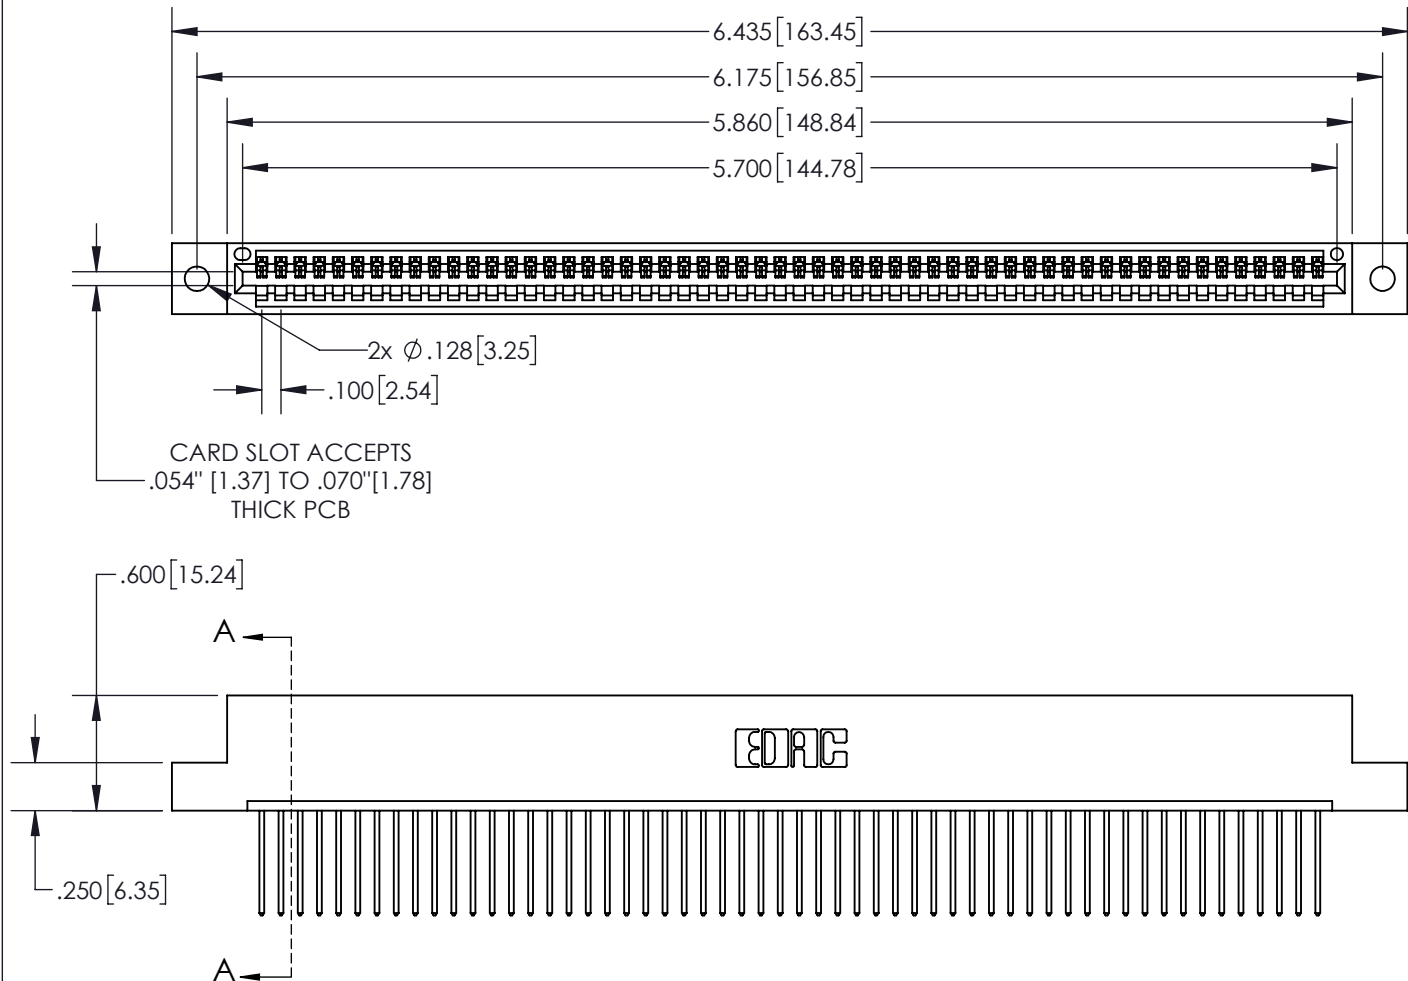 6.435[163.45]
6.175[156.85]
5.860[148.84]
5.700[144.78]
2x Ø.128[3.25]
.100[2.54]
CARD SLOT ACCEPTS
.054" [1.37] TO .070"[1.78]
THICK PCB
.600[15.24]
A
EDAC
.250[6.35]
A